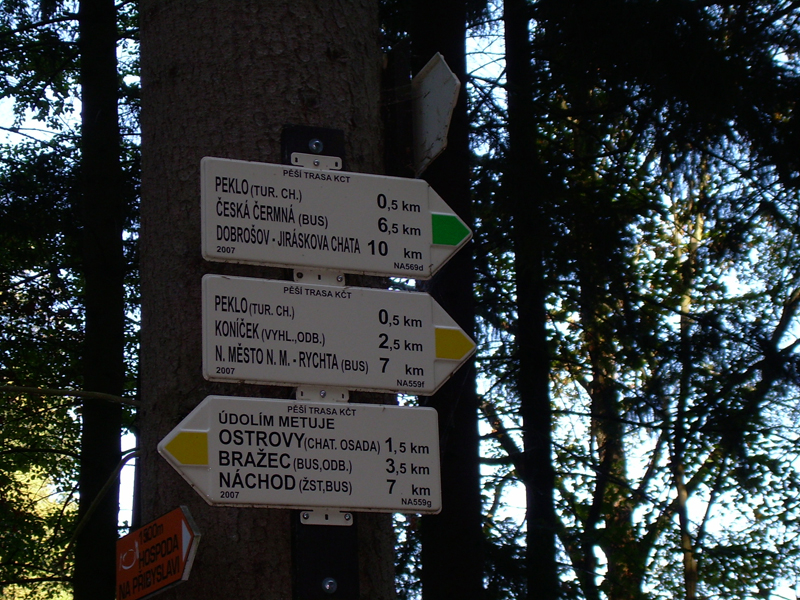 PĚŠÍ TRASA KČT
PEKLO (TUR. CH.) 0,5 KM
ČESKÁ ČERMNÁ (BUS) 6,5 KM
DOBROŠOV - JIRÁSKOVA CHATA 10 KM
2007 NA569d
PĚŠÍ TRASA KČT
PEKLO (TUR. CH.) 0,5 KM
KONÍČEK (VYHL.,ODB.) 2,5 KM
N. MĚSTO N. M. - RYCHTA (BUS) 7 KM
2007 NA559f
PĚŠÍ TRASA KČT
ÚDOLÍM METUJE
OSTROVY (CHAT. OSADA) 1,5 KM
BRAŽEC (BUS,ODB.) 3,5 KM
NÁCHOD (ŽST,BUS) 7 KM
2007 NA559g
1300m
HOSPODA
NA PŘIBYSLAVI